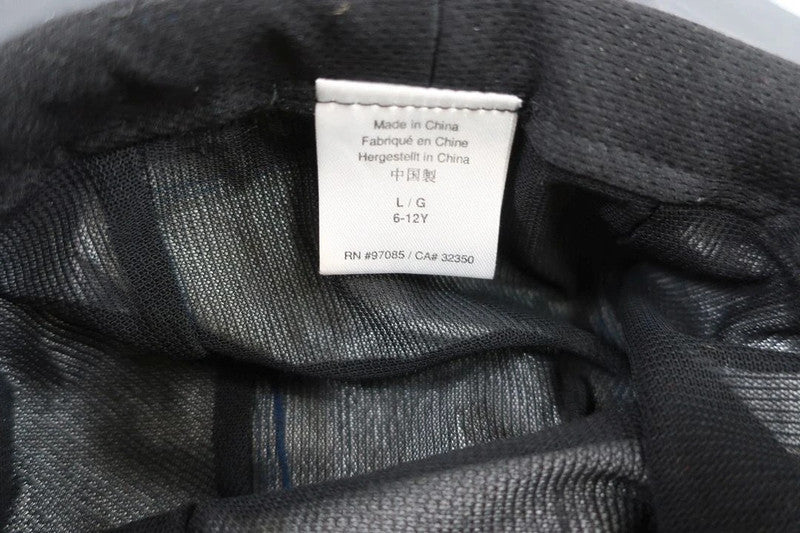 Made in China
Fabriqué en Chine
Hergestellt in China
中国製
L / G
6-12Y
RN #97085 / CA# 32350